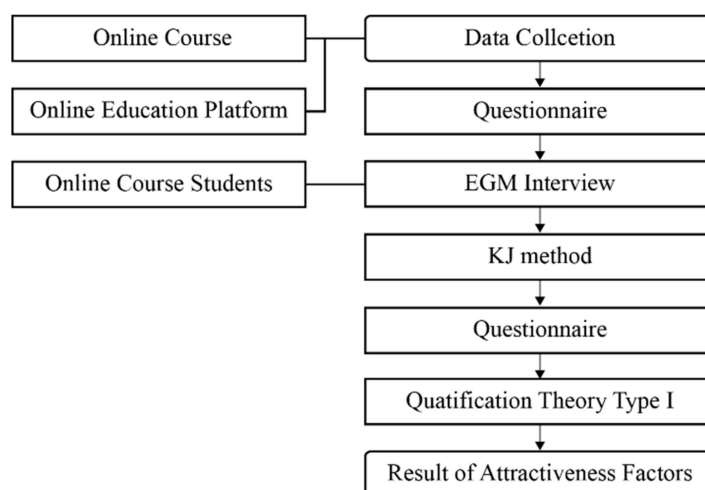 Online Course
Data Collcetion
Online Education Platform
Questionnaire
Online Course Students
EGM Interview
KJ method
Questionnaire
Quatification Theory Type I
Result of Attractiveness Factors